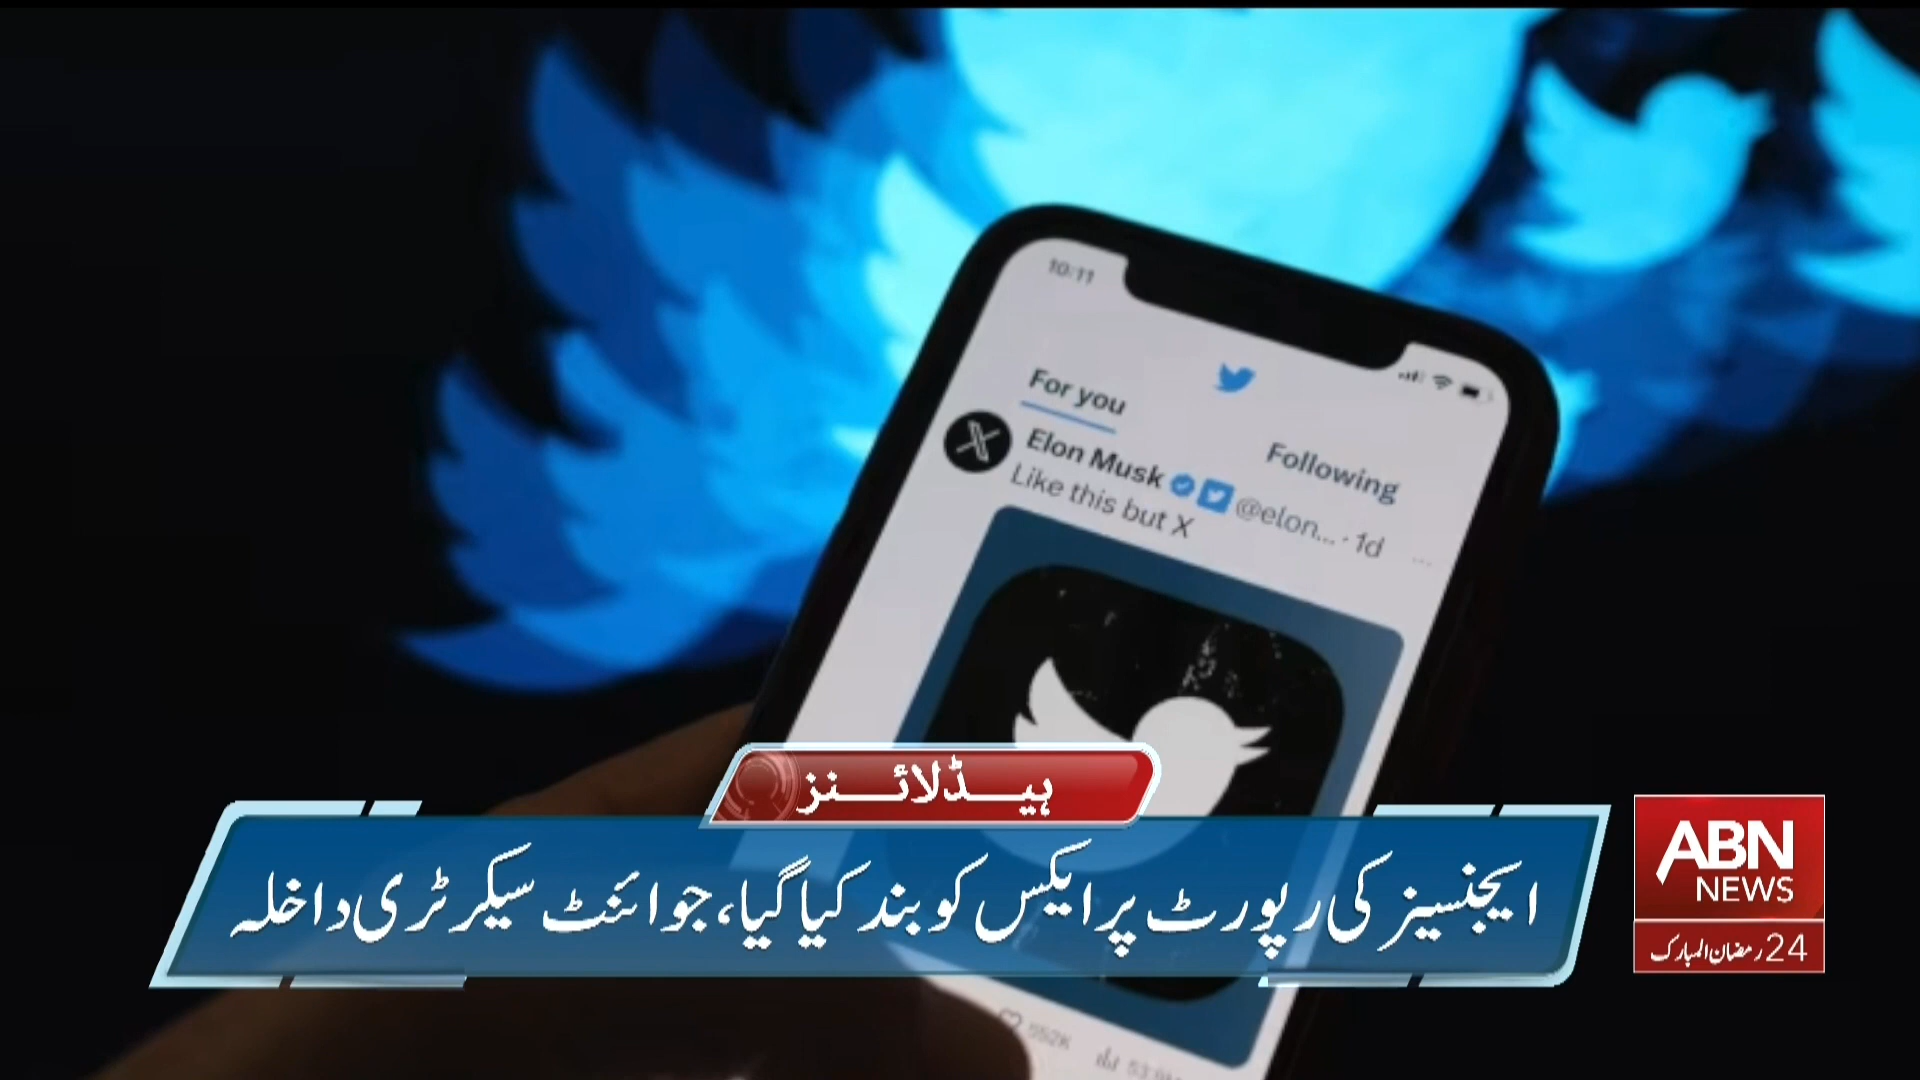 10:11
For you
Following
Elon Musk @elon... · 1d
Like this but X
ہیڈلائنز
ایجنسیز کی رپورٹ پر ایکس کو بند کیا گیا، جوائنٹ سیکرٹری داخلہ
ABN
NEWS
24 رمضان المبارک
552K